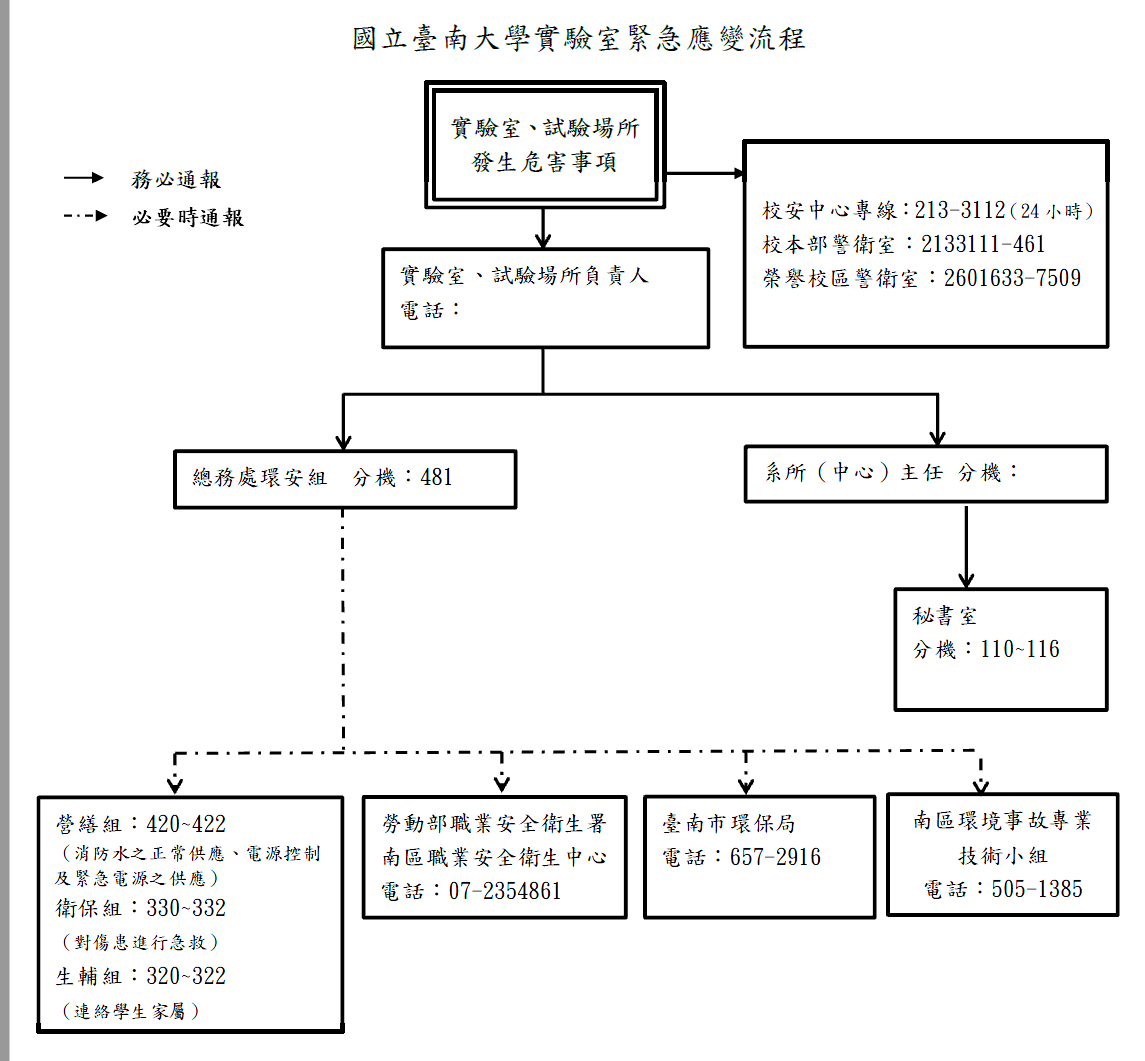 國立臺南大學實驗室緊急應變流程
實驗室、試驗場所
發生危害事項
務必通報
必要時通報
校安中心專線：213-3112（24 小時）
校本部警衛室：2133111-461
榮譽校區警衛室：2601633-7509
實驗室、試驗場所負責人
電話：
總務處環安組 分機：481
系所（中心）主任 分機：
秘書室
分機：110~116
營繕組：420~422
（消防水之正常供應、電源控制
及緊急電源之供應）
衛保組：330~332
（對傷患進行急救）
生輔組：320~322
（連絡學生家屬）
勞動部職業安全衛生署
南區職業安全衛生中心
電話：07-2354861
臺南市環保局
電話：657-2916
南區環境事故專業
技術小組
電話：505-1385